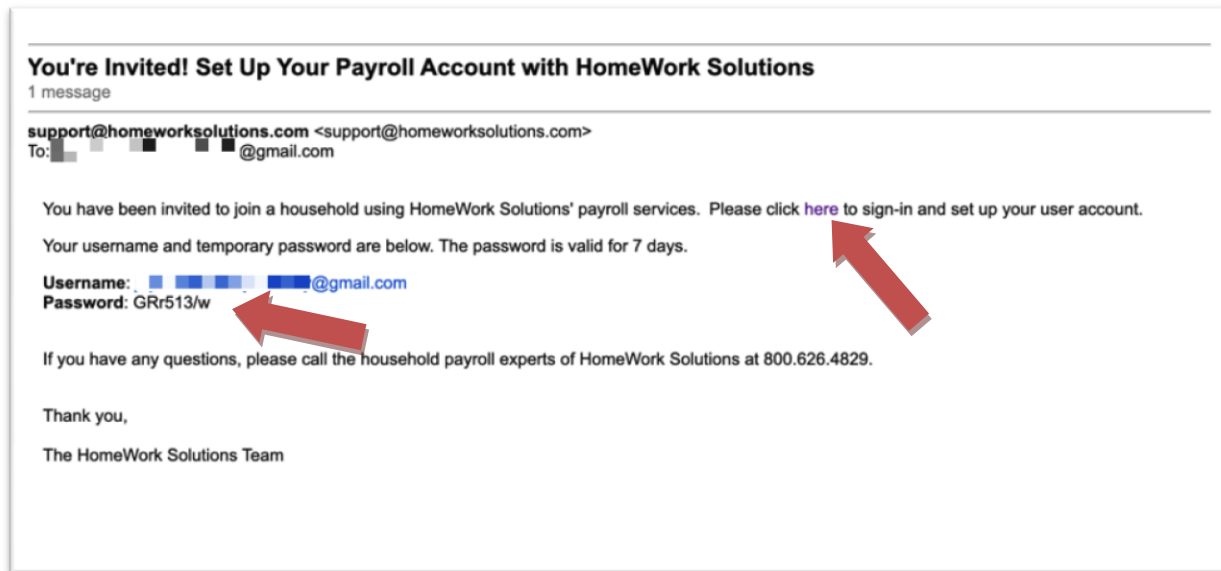 You're Invited! Set Up Your Payroll Account with HomeWork Solutions
1 message
support@homeworksolutions.com <support@homeworksolutions.com>
To: @gmail.com
You have been invited to join a household using HomeWork Solutions' payroll services. Please click here to sign-in and set up your user account.
Your username and temporary password are below. The password is valid for 7 days.
Username: @gmail.com
Password: GRr513/w
If you have any questions, please call the household payroll experts of HomeWork Solutions at 800.626.4829.
Thank you,
The HomeWork Solutions Team